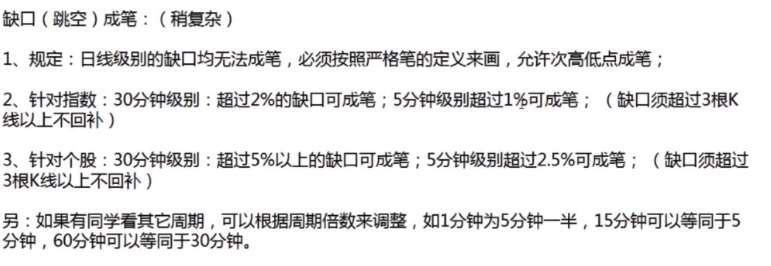 缺口（跳空）成笔：（稍复杂）
1、规定：日线级别的缺口均无法成笔，必须按照严格笔的定义来画，允许次高低点成笔；
2、针对指数：30分钟级别：超过2%的缺口可成笔；5分钟级别超过1%可成笔；（缺口须超过3根K
线以上不回补）
3、针对个股：30分钟级别：超过5%以上的缺口可成笔；5分钟级别超过2.5%可成笔；（缺口须超过
3根K线以上不回补）
另：如果有同学看其它周期，可以根据周期倍数来调整，如1分钟为5分钟一半，15分钟可以等同于5
分钟，60分钟可以等同于30分钟。